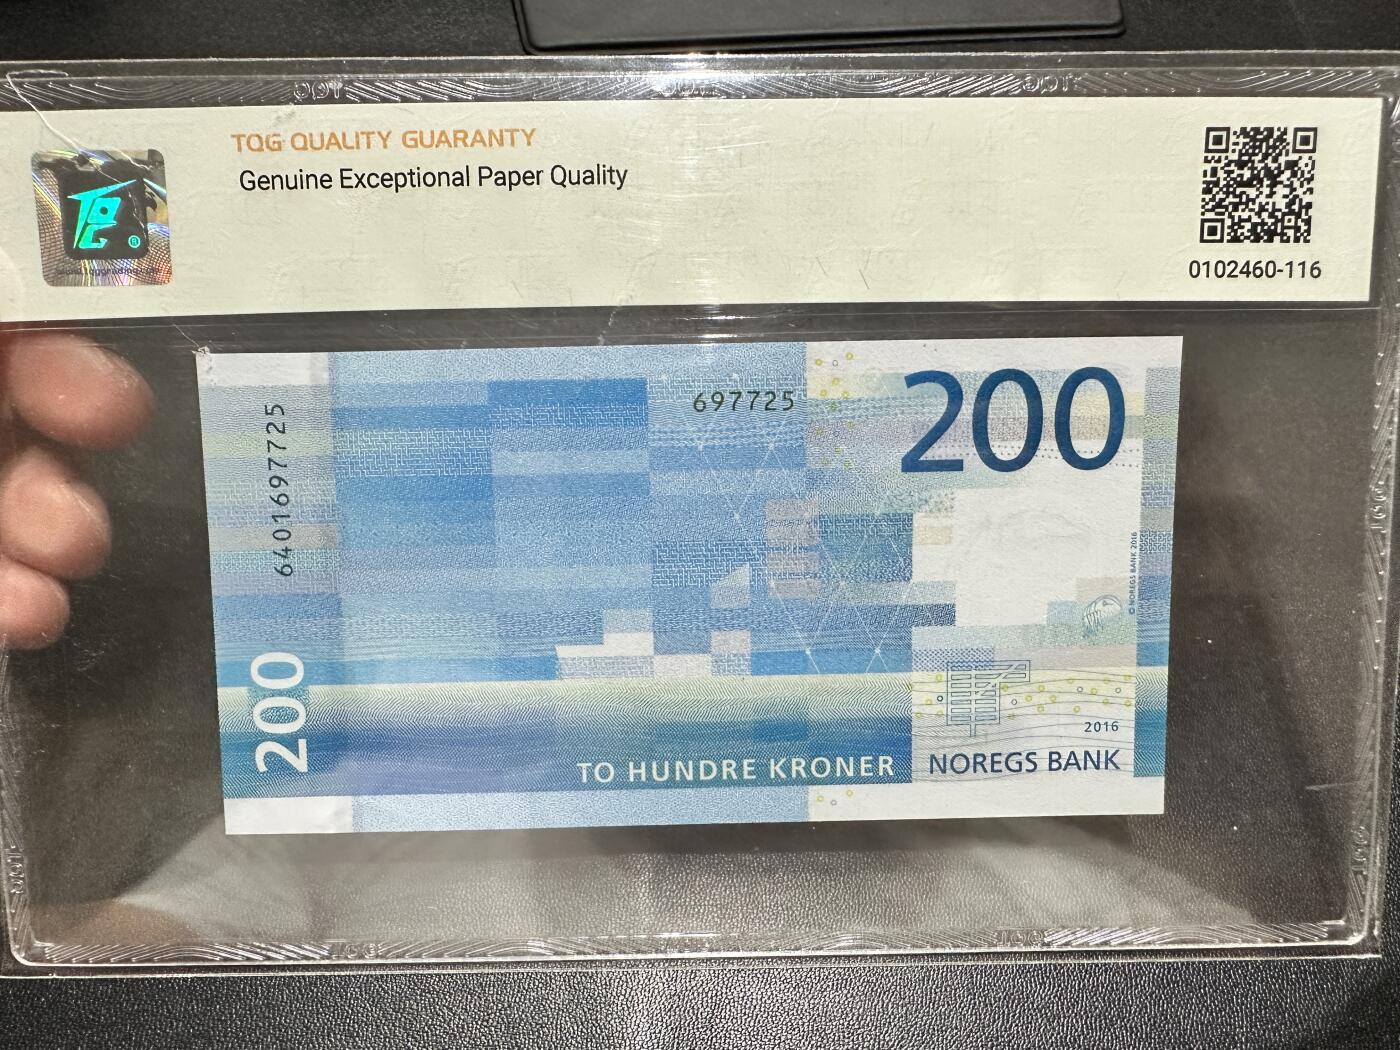 TQG QUALITY GUARANTY
Genuine Exceptional Paper Quality
TQG
®
0102460-116
6401697725
697725
200
200
© NOREGS BANK 2016
2016
TO HUNDRE KRONER
NOREGS BANK